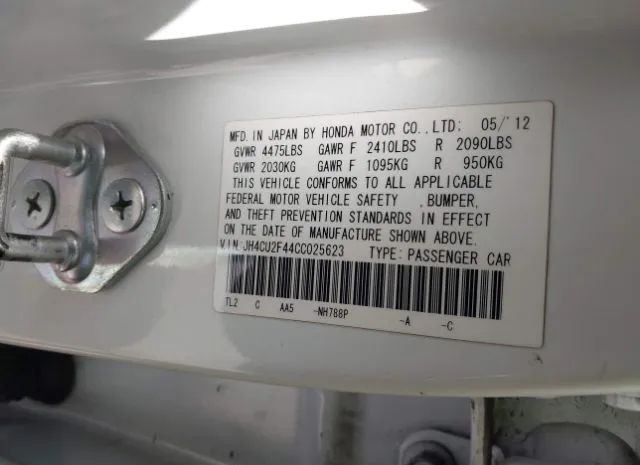 MFD. IN JAPAN BY HONDA MOTOR CO.,LTD: 05/'12
GVWR 4475LBS GAWR F 2410LBS R 2090LBS
GVWR 2030KG GAWR F 1095KG R 950KG
THIS VEHICLE CONFORMS TO ALL APPLICABLE
FEDERAL MOTOR VEHICLE SAFETY ,BUMPER,
AND THEFT PREVENTION STANDARDS IN EFFECT
ON THE DATE OF MANUFACTURE SHOWN ABOVE.
V.I.N:JH4CU2F44CC025623 TYPE: PASSENGER CAR
TL2 C AA5 -NH788P -A -C